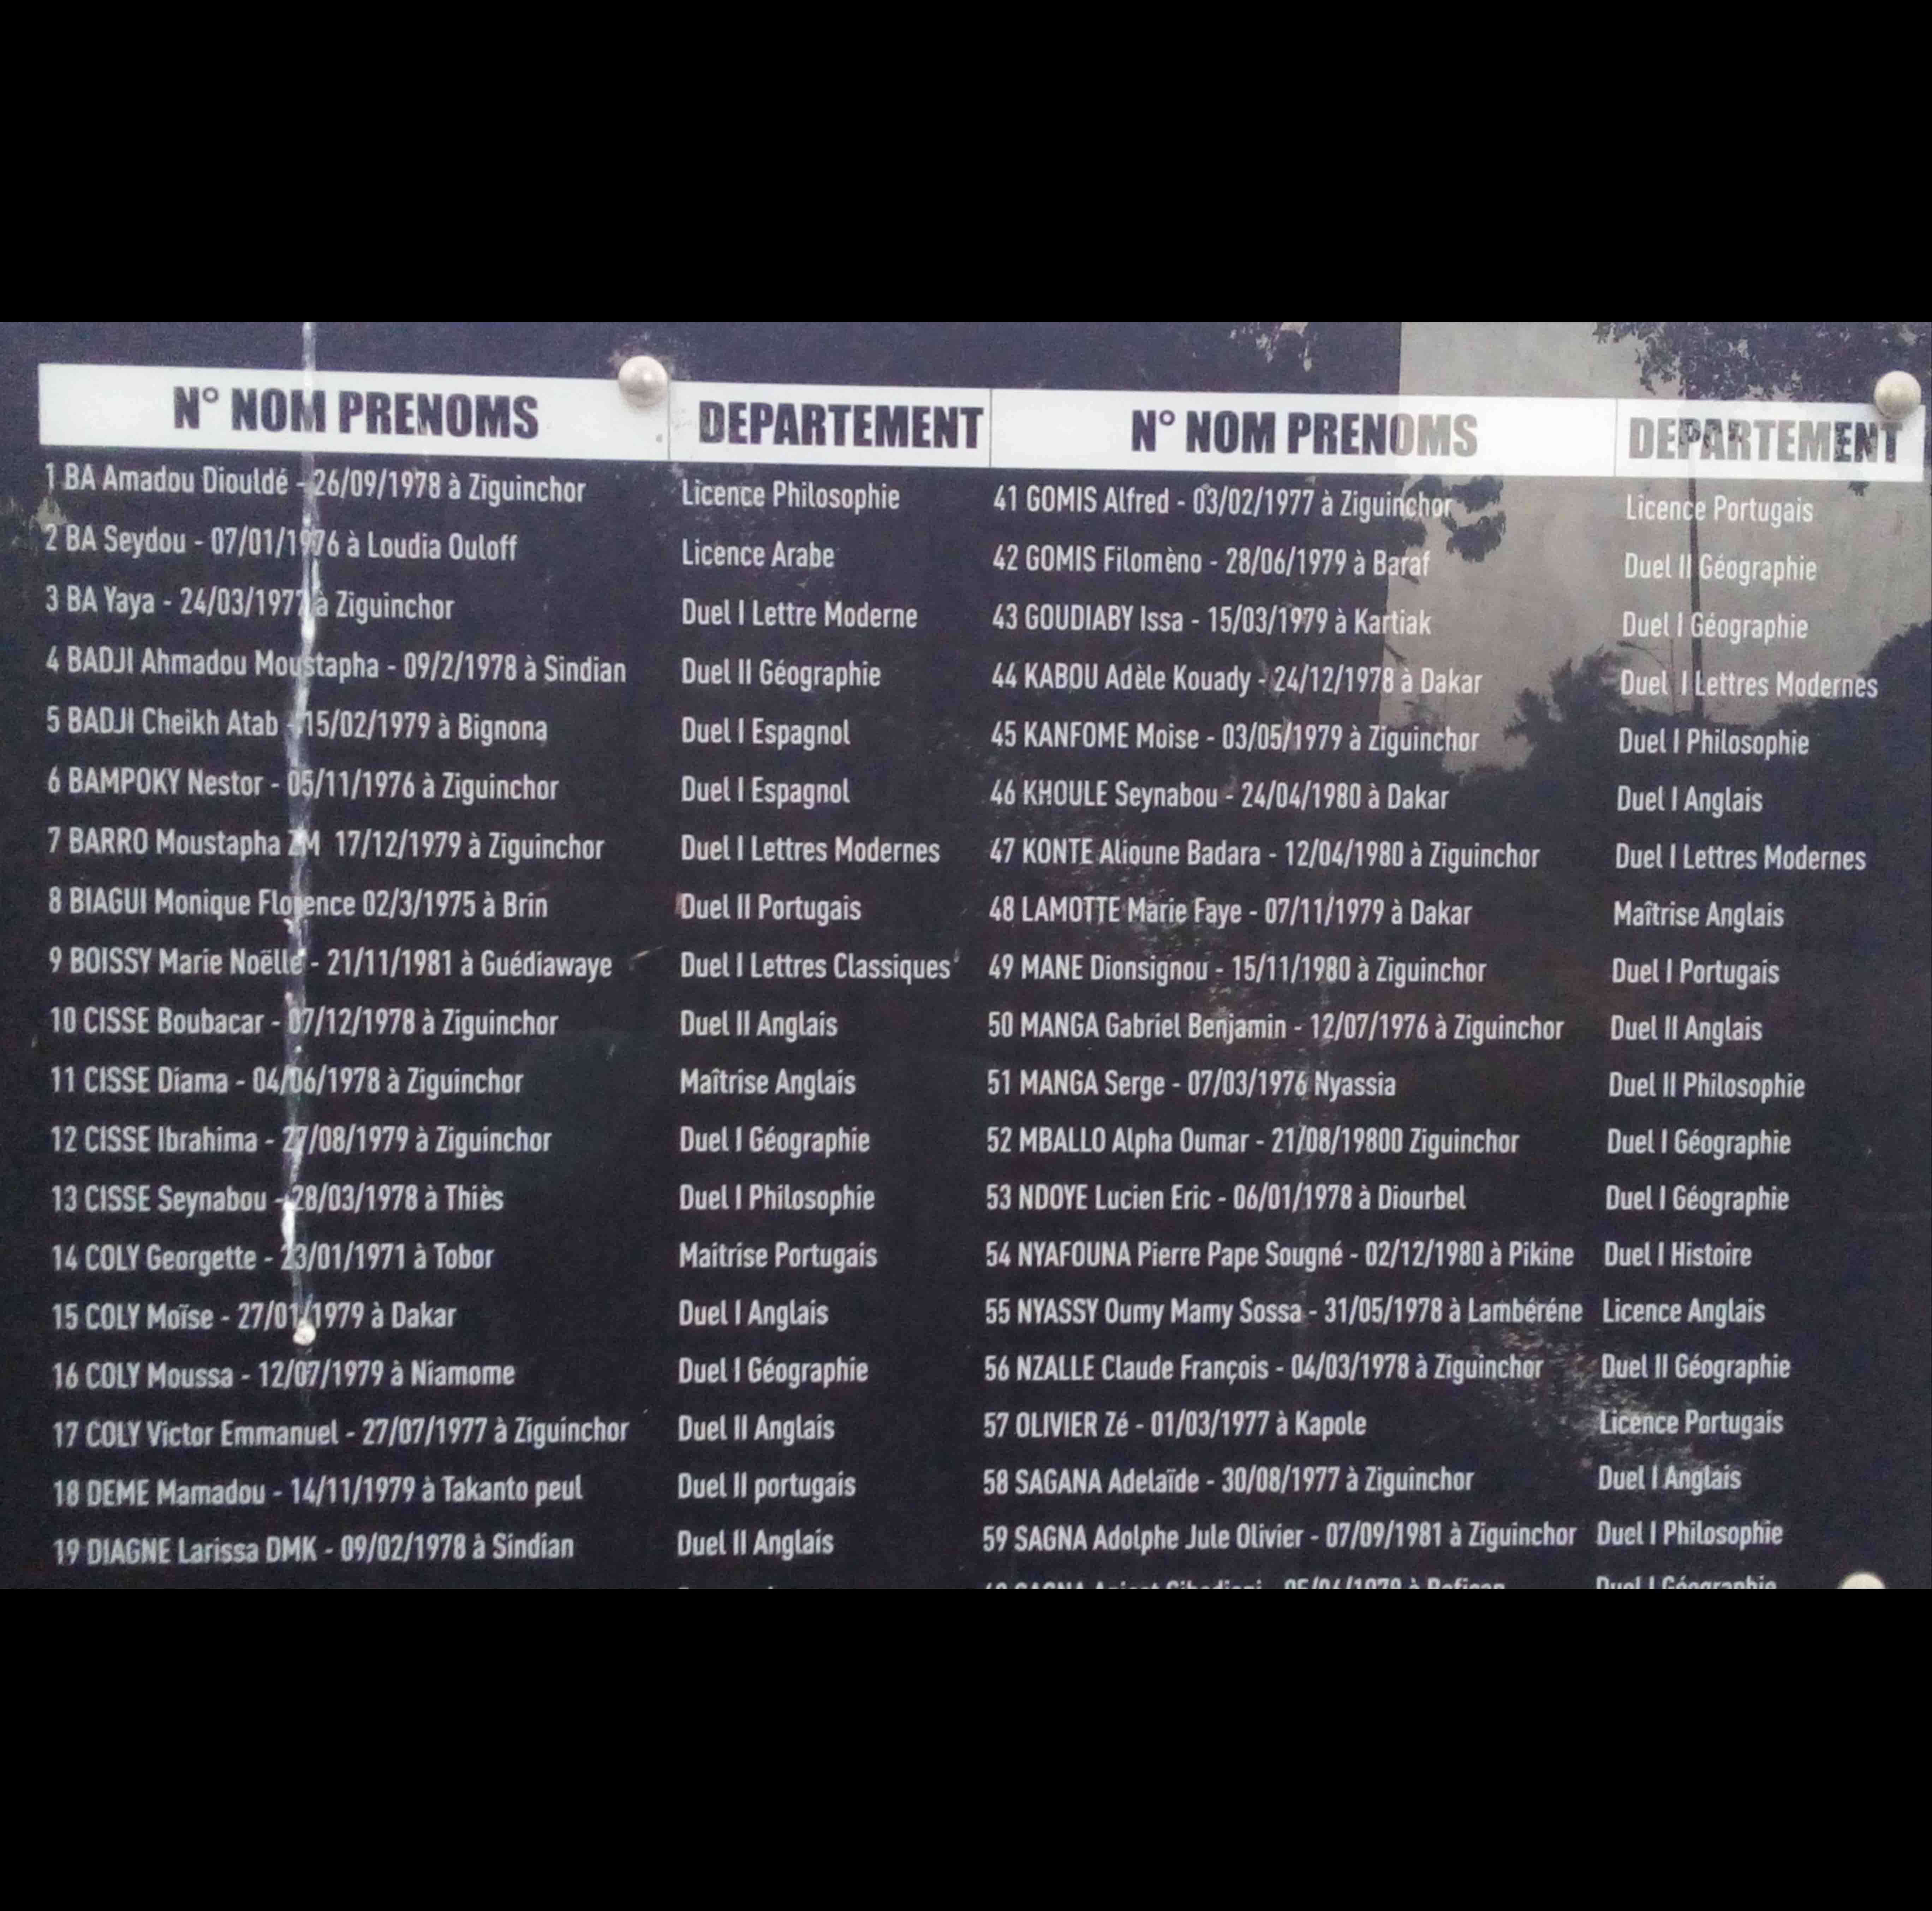 N° NOM PRENOMS DEPARTEMENT N° NOM PRENOMS DEPARTEMENT
1 BA Amadou Diouldé - 26/09/1978 à Ziguinchor Licence Philosophie 41 GOMIS Alfred - 03/02/1977 à Ziguinchor Licence Portugais
2 BA Seydou - 07/01/1976 à Loudia Ouloff Licence Arabe 42 GOMIS Filomèno - 28/06/1979 à Baraf Duel II Géographie
3 BA Yaya - 24/03/1977 à Ziguinchor Duel I Lettre Moderne 43 GOUDIABY Issa - 15/03/1979 à Kartiak Duel I Géographie
4 BADJI Ahmadou Moustapha - 09/2/1978 à Sindian Duel II Géographie 44 KABOU Adèle Kouady - 24/12/1978 à Dakar Duel I Lettres Modernes
5 BADJI Cheikh Atab - 15/02/1979 à Bignona Duel I Espagnol 45 KANFOME Moise - 03/05/1979 à Ziguinchor Duel I Philosophie
6 BAMPOKY Nestor - 05/11/1976 à Ziguinchor Duel I Espagnol 46 KHOULE Seynabou - 24/04/1980 à Dakar Duel I Anglais
7 BARRO Moustapha ZM 17/12/1979 à Ziguinchor Duel I Lettres Modernes 47 KONTE Alioune Badara - 12/04/1980 à Ziguinchor Duel I Lettres Modernes
8 BIAGUI Monique Florence 02/3/1975 à Brin Duel II Portugais 48 LAMOTTE Marie Faye - 07/11/1979 à Dakar Maîtrise Anglais
9 BOISSY Marie Noëlle - 21/11/1981 à Guédiawaye Duel I Lettres Classiques 49 MANE Dionsignou - 15/11/1980 à Ziguinchor Duel I Portugais
10 CISSE Boubacar - 07/12/1978 à Ziguinchor Duel II Anglais 50 MANGA Gabriel Benjamin - 12/07/1976 à Ziguinchor Duel II Anglais
11 CISSE Diama - 04/06/1978 à Ziguinchor Maîtrise Anglais 51 MANGA Serge - 07/03/1976 Nyassia Duel II Philosophie
12 CISSE Ibrahima - 27/08/1979 à Ziguinchor Duel I Géographie 52 MBALLO Alpha Oumar - 21/08/19800 Ziguinchor Duel I Géographie
13 CISSE Seynabou - 28/03/1978 à Thiès Duel I Philosophie 53 NDOYE Lucien Eric - 06/01/1978 à Diourbel Duel I Géographie
14 COLY Georgette - 23/01/1971 à Tobor Maitrise Portugais 54 NYAFOUNA Pierre Pape Sougné - 02/12/1980 à Pikine Duel I Histoire
15 COLY Moïse - 27/01/1979 à Dakar Duel I Anglais 55 NYASSY Oumy Mamy Sossa - 31/05/1978 à Lambéréne Licence Anglais
16 COLY Moussa - 12/07/1979 à Niamome Duel I Géographie 56 NZALLE Claude François - 04/03/1978 à Ziguinchor Duel II Géographie
17 COLY Victor Emmanuel - 27/07/1977 à Ziguinchor Duel II Anglais 57 OLIVIER Zé - 01/03/1977 à Kapole Licence Portugais
18 DEME Mamadou - 14/11/1979 à Takanto peul Duel II portugais 58 SAGANA Adelaïde - 30/08/1977 à Ziguinchor Duel I Anglais
19 DIAGNE Larissa DMK - 09/02/1978 à Sindian Duel II Anglais 59 SAGNA Adolphe Jule Olivier - 07/09/1981 à Ziguinchor Duel I Philosophie
SAGNA Duel I Géographie